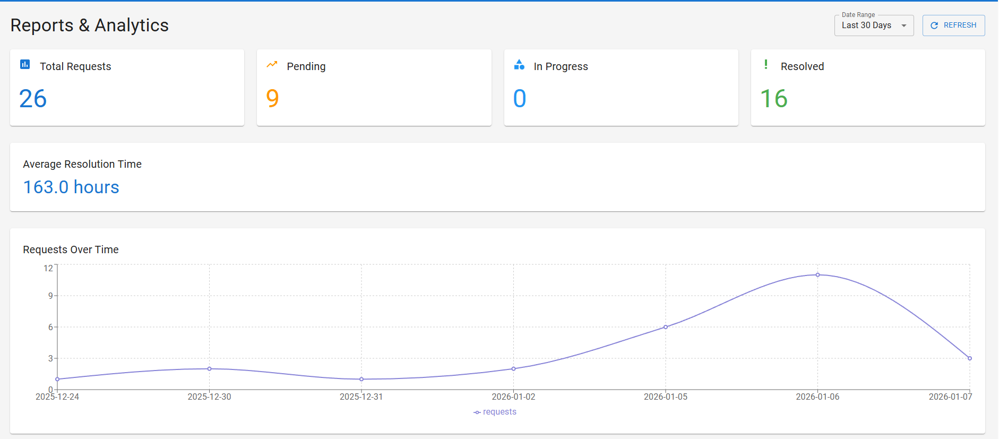 Reports & Analytics
Date Range
Last 30 Days
REFRESH
Total Requests
26
Pending
9
In Progress
0
Resolved
16
Average Resolution Time
163.0 hours
Requests Over Time
12
9
6
3
0
2025-12-24
2025-12-30
2025-12-31
2026-01-02
2026-01-05
2026-01-06
2026-01-07
requests